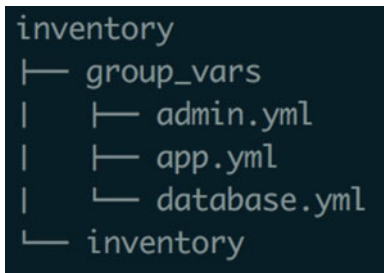 inventory
├── group_vars
|   ├── admin.yml
|   ├── app.yml
|   └── database.yml
└── inventory